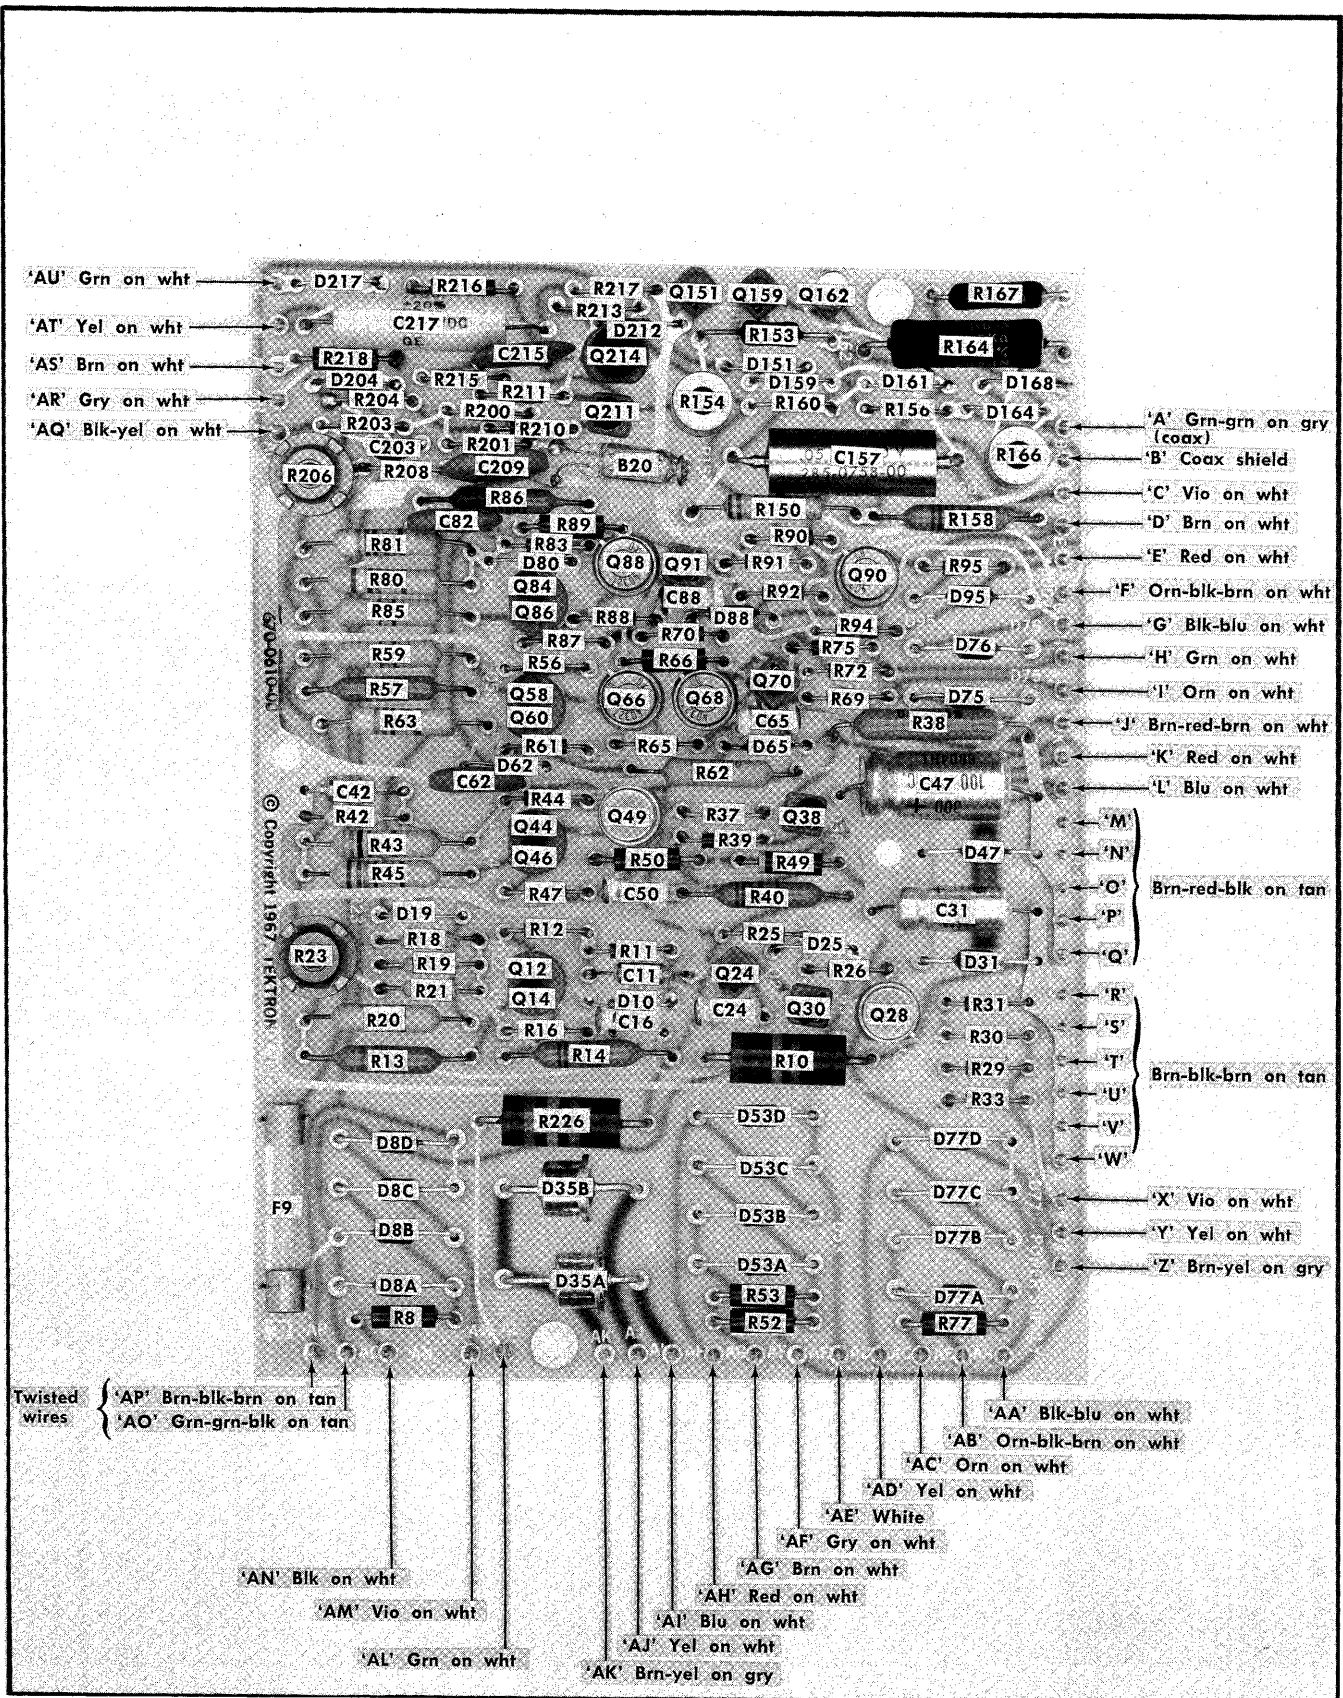 'AU' Grn on wht
'AT' Yel on wht
'AS' Brn on wht
'AR' Gry on wht
'AQ' Blk-yel on wht
D217
R216
R217
Q151
Q159
Q162
R167
R213
±20%
C217
DC
GE
D212
R153
R164
R218
C215
Q214
D151
D204
R215
D159
D161
D168
R204
R211
R154
R160
R156
D164
R203
R200
R210
Q211
C203
R201
R206
R208
C209
B20
C157
285-0758-00
R166
'A' Grn-grn on gry
(coax)
'B' Coax shield
'C' Vio on wht
'D' Brn on wht
'E' Red on wht
'F' Orn-blk-brn on wht
'G' Blk-blu on wht
'H' Grn on wht
'I' Orn on wht
'J' Brn-red-brn on wht
'K' Red on wht
'L' Blu on wht
R86
C82
R89
R150
R158
R81
R83
R90
D80
Q88
Q91
R91
Q90
R95
R80
Q84
C88
R92
D95
R85
Q86
R88
D88
R87
R70
R94
R75
D76
R59
R56
R66
Q70
R72
R57
Q58
Q66
Q68
R69
D75
R63
Q60
C65
R38
R61
R65
D65
D62
C62
R62
C47
C42
R44
R42
Q44
Q49
R37
Q38
R43
Q46
R50
R39
R49
D47
R45
R47
C50
R40
C31
670-0610-00
© Copyright 1967 TEKTRON
D19
R12
R25
R18
R11
D25
R23
R19
Q12
C11
Q24
R26
D31
R21
Q14
D10
C24
Q30
Q28
R31
R20
R16
C16
R30
R13
R14
R10
R29
R33
'M'
'N'
'O'
'P'
'Q'
Brn-red-blk on tan
'R'
'S'
'T'
'U'
'V'
'W'
Brn-blk-brn on tan
'X' Vio on wht
'Y' Yel on wht
'Z' Brn-yel on gry
R226
D53D
D8D
D77D
D53C
D8C
D35B
D77C
F9
D53B
D8B
D77B
D53A
D8A
D35A
R53
D77A
R8
R52
R77
AK
Twisted
wires
'AP' Brn-blk-brn on tan
'AO' Grn-grn-blk on tan
'AA' Blk-blu on wht
'AB' Orn-blk-brn on wht
'AC' Orn on wht
'AD' Yel on wht
'AE' White
'AF' Gry on wht
'AG' Brn on wht
'AN' Blk on wht
'AH' Red on wht
'AM' Vio on wht
'AI' Blu on wht
'AJ' Yel on wht
'AL' Grn on wht
'AK' Brn-yel on gry